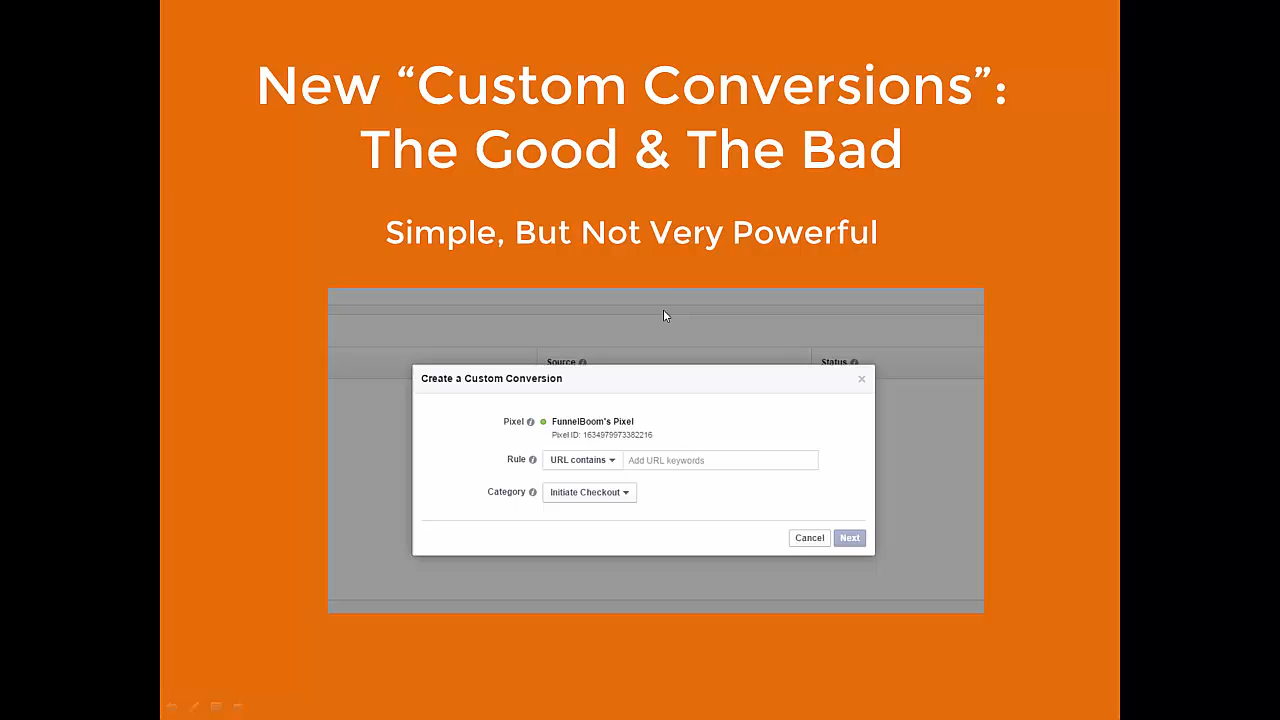 New “Custom Conversions”:
The Good & The Bad
Simple, But Not Very Powerful
Source
Status
Create a Custom Conversion
Pixel FunnelBoom's Pixel
Pixel ID: 1634979973382216
Rule URL contains Add URL keywords
Category Initiate Checkout
Cancel Next